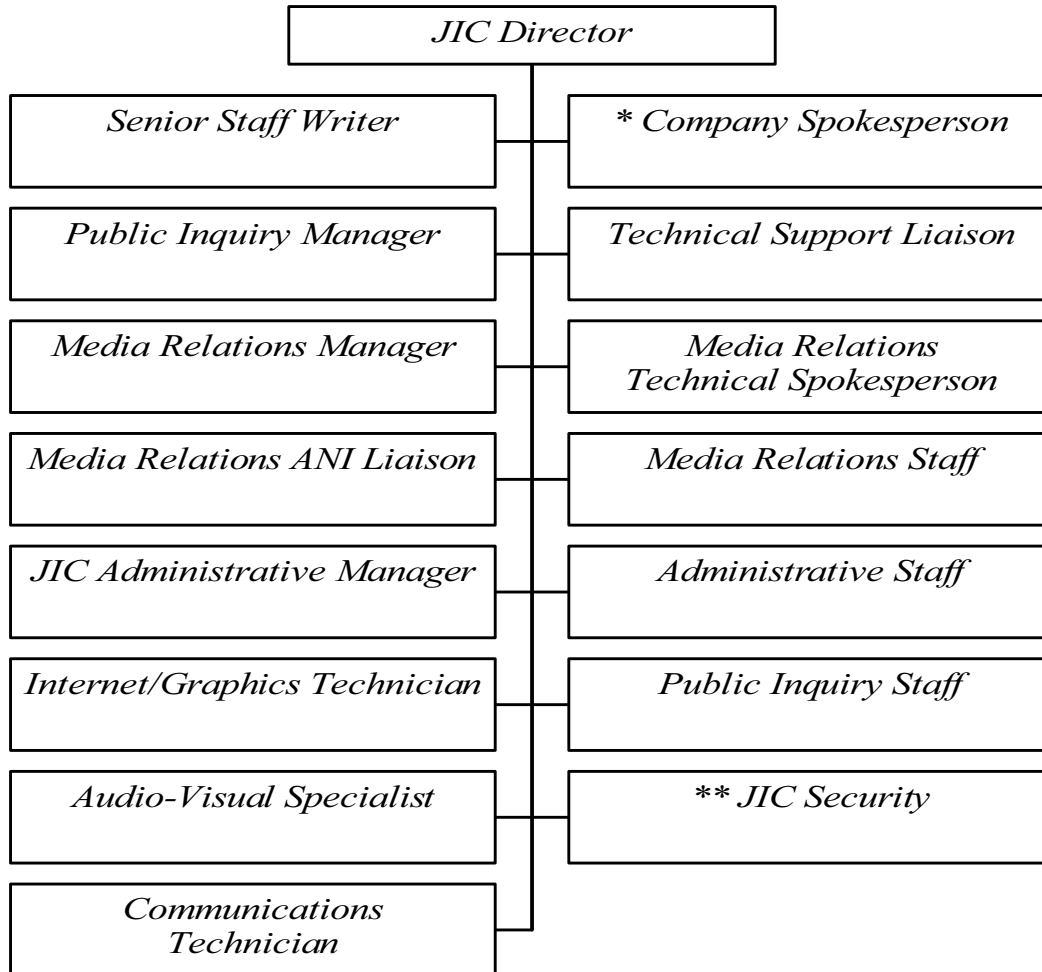 JIC Director
Senior Staff Writer
* Company Spokesperson
Public Inquiry Manager
Technical Support Liaison
Media Relations Manager
Media Relations
Technical Spokesperson
Media Relations ANI Liaison
Media Relations Staff
JIC Administrative Manager
Administrative Staff
Internet/Graphics Technician
Public Inquiry Staff
Audio-Visual Specialist
** JIC Security
Communications
Technician